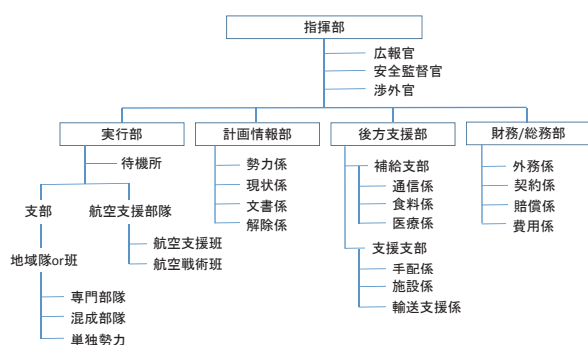 指揮部
広報官
安全監督官
渉外官
実行部
計画情報部
後方支援部
財務/総務部
待機所
支部
航空支援部隊
航空支援班
航空戦術班
地域隊or班
専門部隊
混成部隊
単独勢力
勢力係
現状係
文書係
解除係
補給支部
通信係
食料係
医療係
支援支部
手配係
施設係
輸送支援係
外務係
契約係
賠償係
費用係